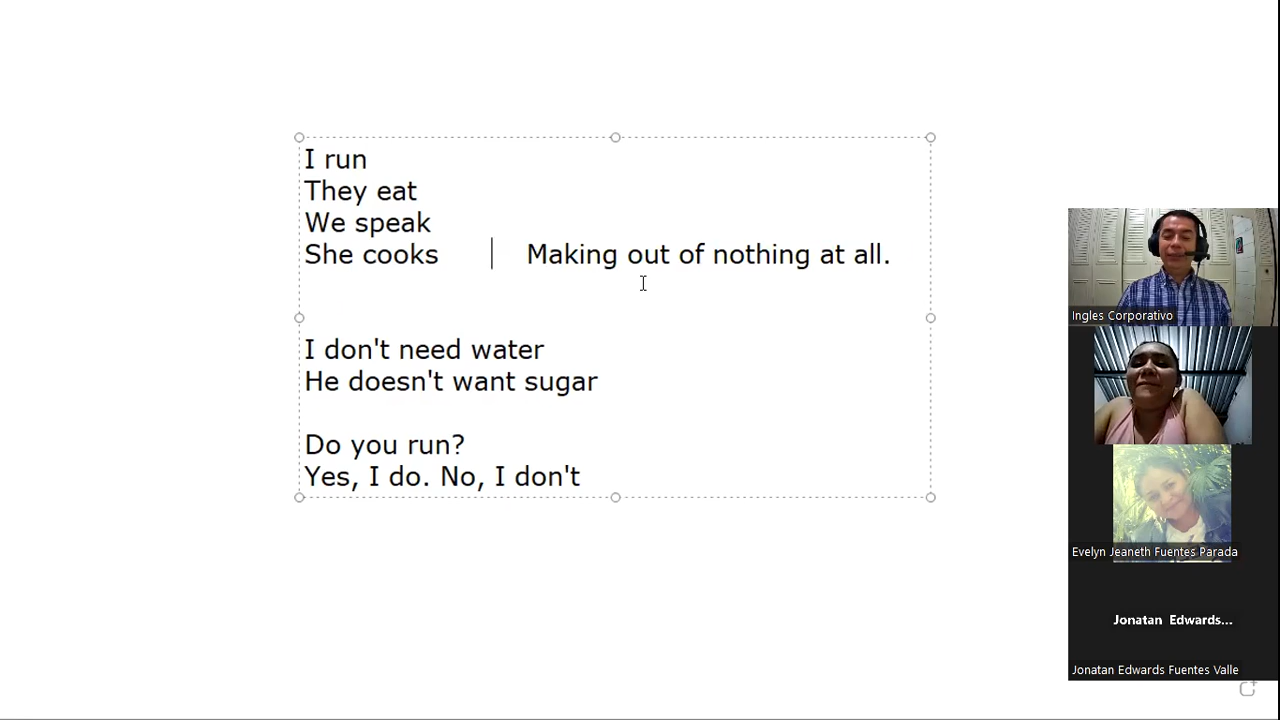 I run
They eat
We speak
She cooks Making out of nothing at all.
I don't need water
He doesn't want sugar
Do you run?
Yes, I do. No, I don't
Ingles Corporativo
Evelyn Jeaneth Fuentes Parada
Jonatan Edwards...
Jonatan Edwards Fuentes Valle